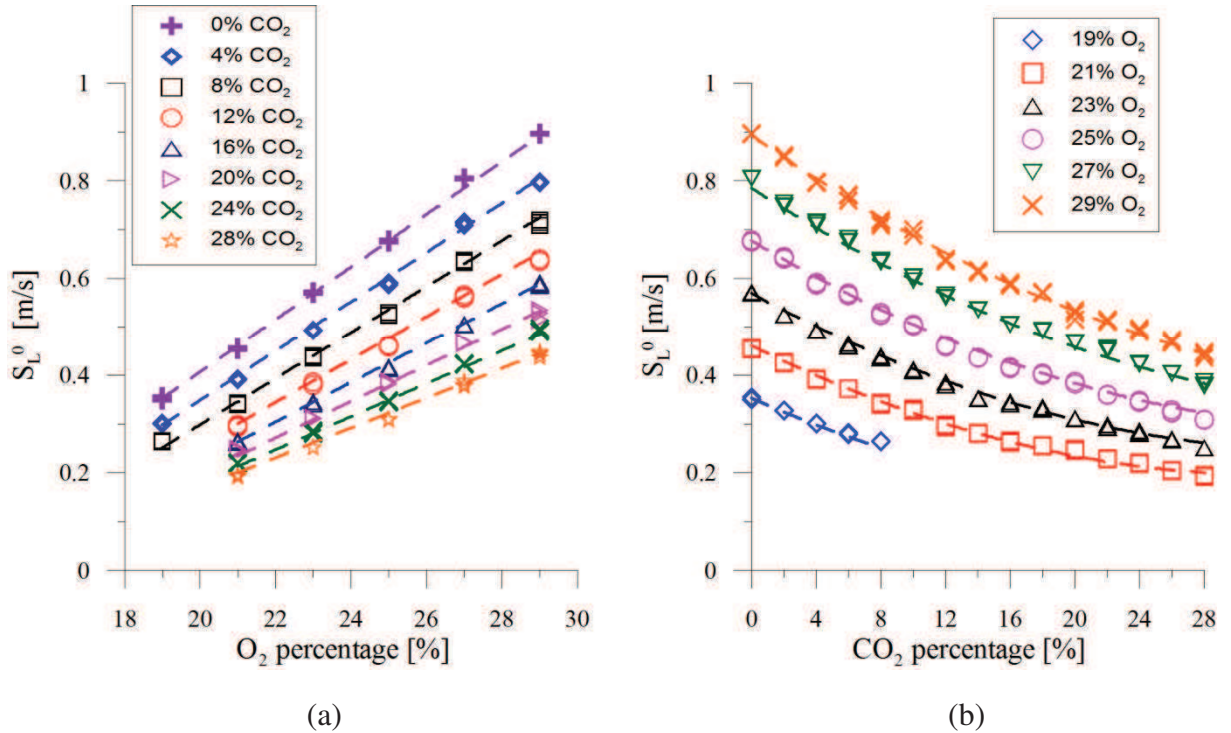 0% CO₂
4% CO₂
8% CO₂
12% CO₂
16% CO₂
20% CO₂
24% CO₂
28% CO₂
1
0.8
0.6
0.4
0.2
0
S_L⁰ [m/s]
18 20 22 24 26 28 30
O₂ percentage [%]
(a)
19% O₂
21% O₂
23% O₂
25% O₂
27% O₂
29% O₂
1
0.8
0.6
0.4
0.2
0
S_L⁰ [m/s]
0 4 8 12 16 20 24 28
CO₂ percentage [%]
(b)